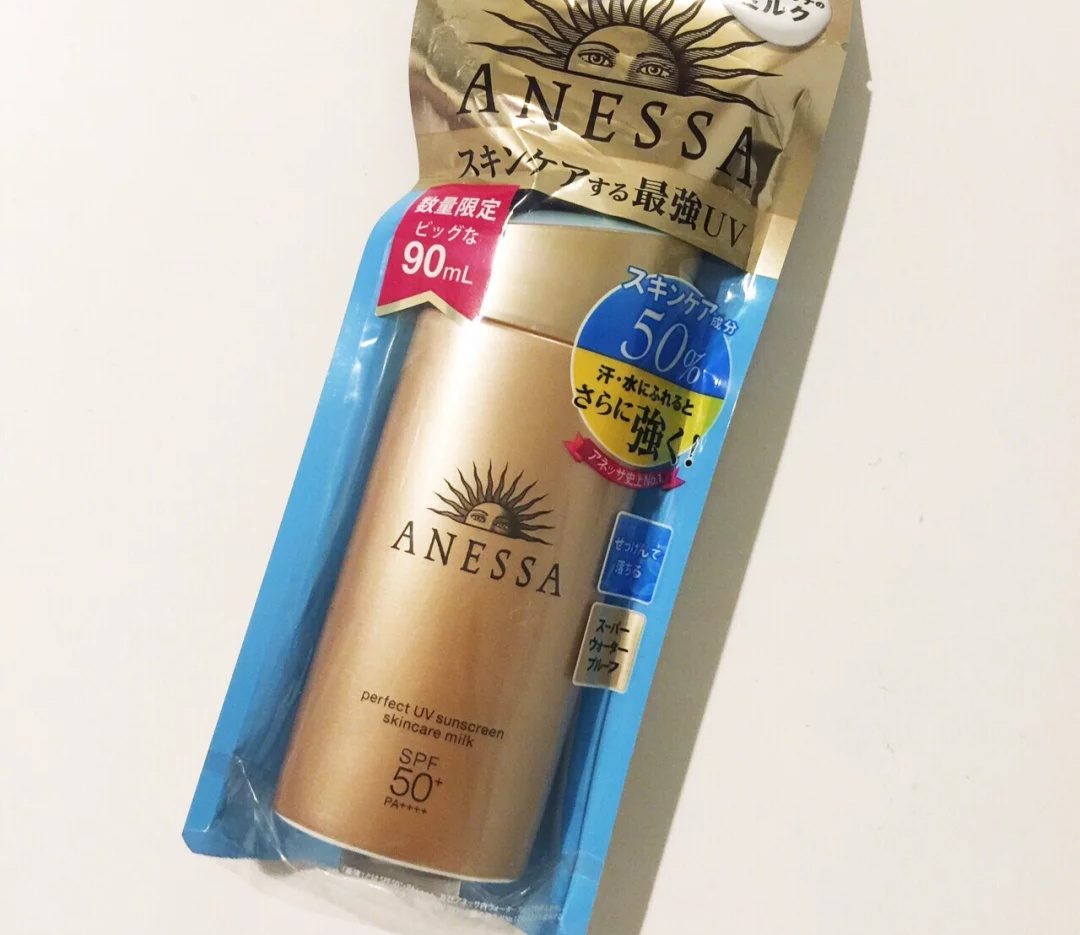 ミルク
ANESSA
スキンケアする最強UV
数量限定
ビッグな
90mL
スキンケア成分
50%
汗・水にふれると
さらに強く!
アネッサ史上No.1
せっけんで
落ちる
スーパー
ウォーター
プルーフ
ANESSA
perfect UV sunscreen
skincare milk
SPF
50+
PA++++